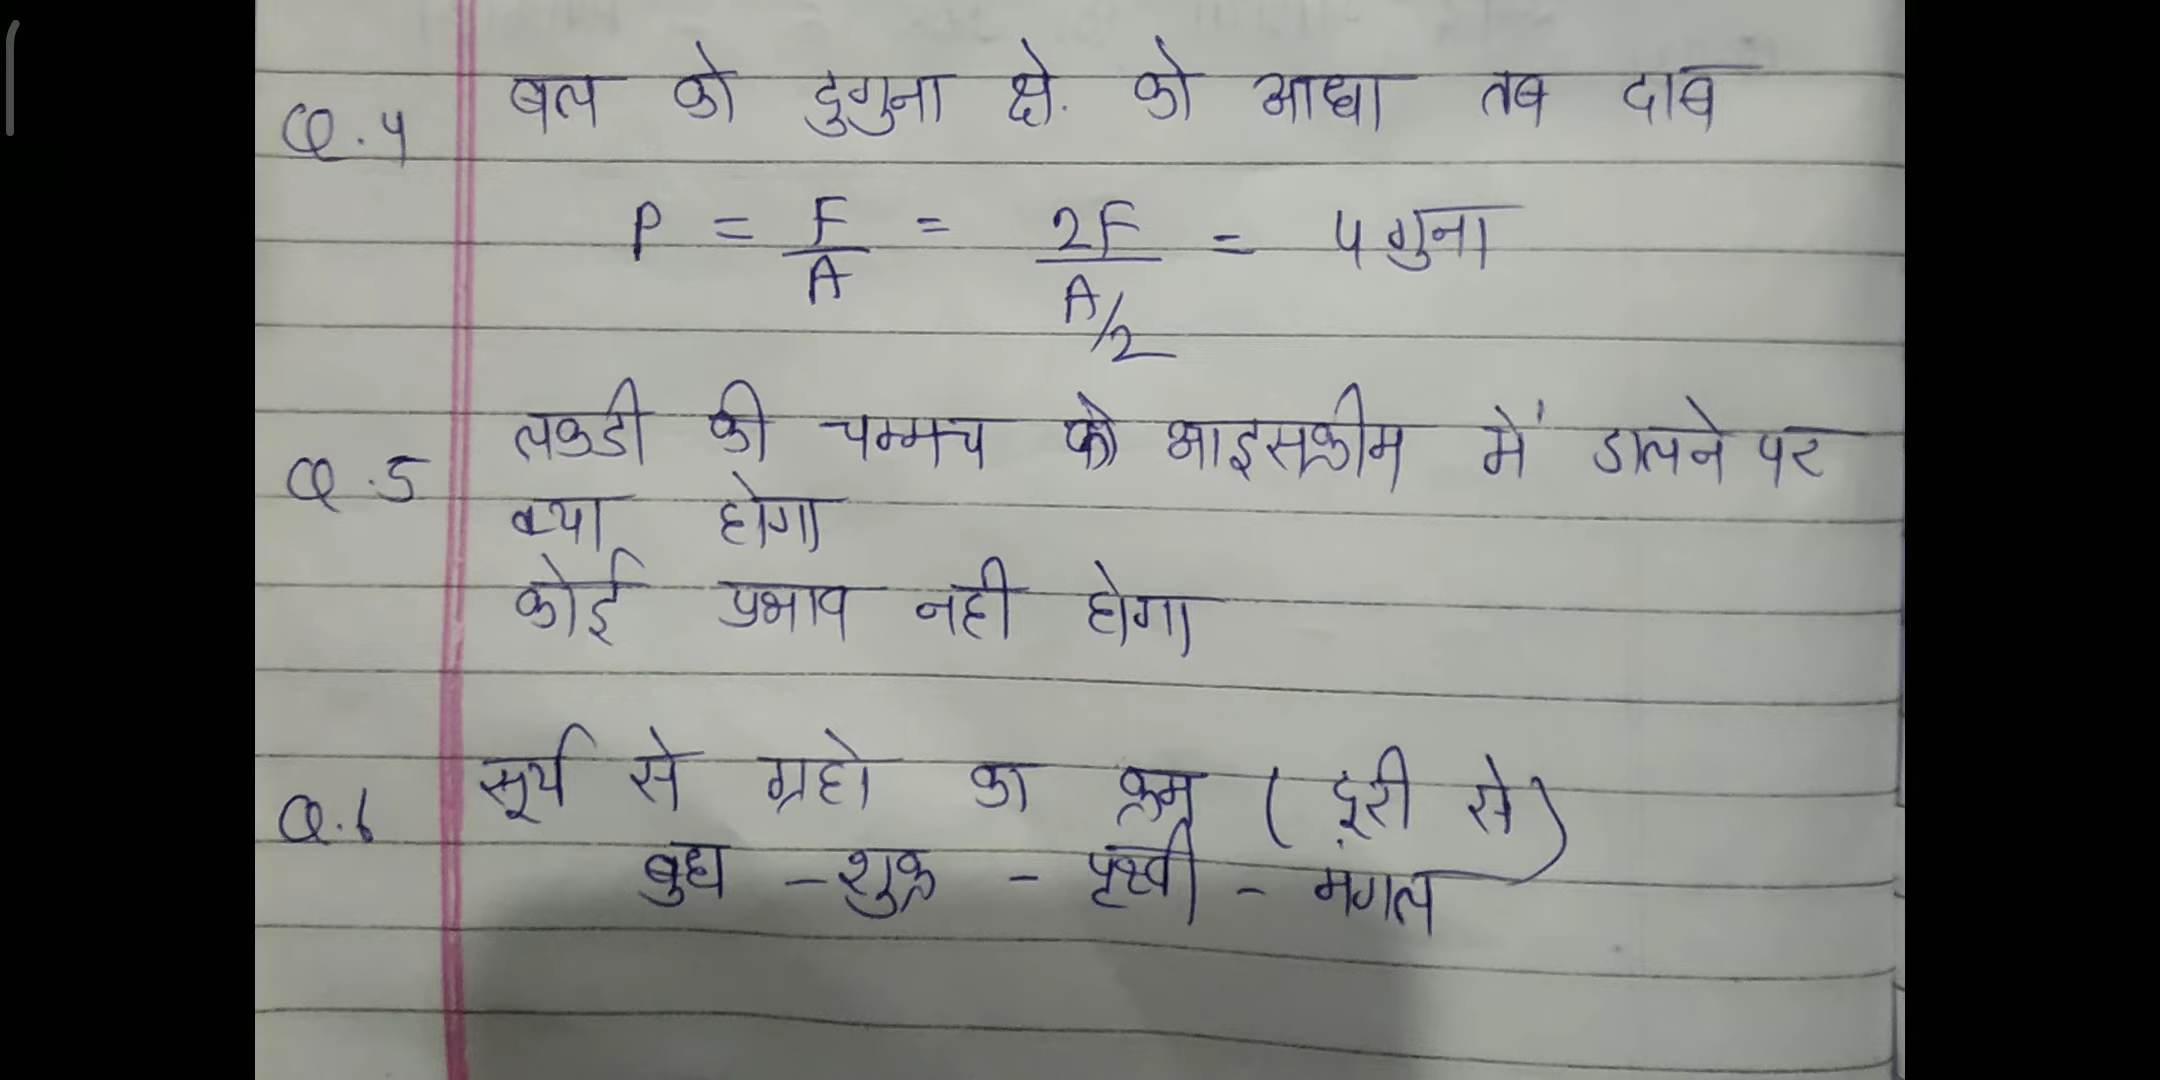 Q.4 बल को दुगुना क्षे. को आधा तब दाब
P = F/A = 2F/A/2 = 4 गुना
Q.5 लकडी की चम्मच को आइसक्रीम में डालने पर
क्या होगा
कोई प्रभाव नही होगा
Q.6 सूर्य से ग्रहो का क्रम (दूरी से)
बुध - शुक्र - पृथ्वी - मंगल